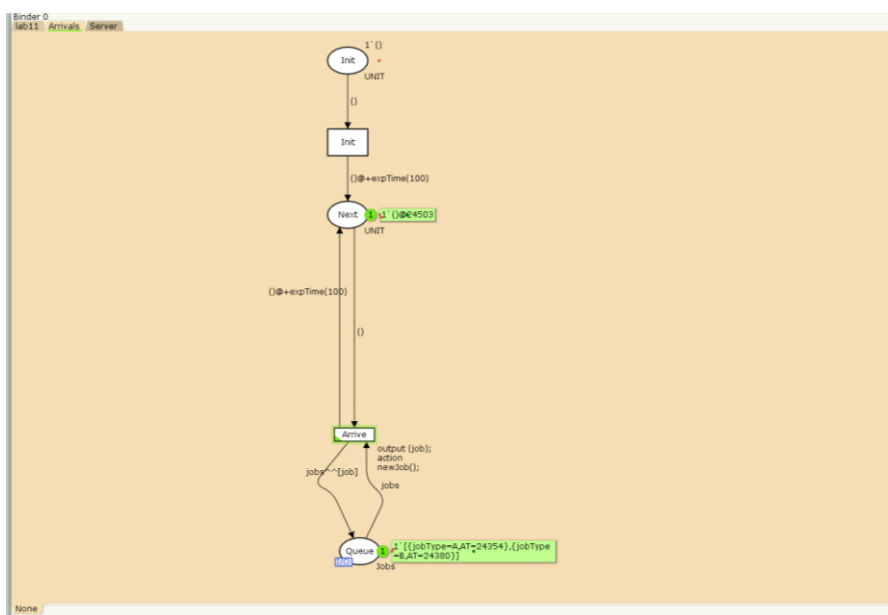 Binder 0
lab11 Arrivals Server
1`()
Init
UNIT
()
Init
()@+expTime(100)
Next 1 1`()@24503
UNIT
()@+expTime(100)
()
Arrive
output (job);
action
newJob();
jobs^^[job]
jobs
Queue 1 1`[{jobType=A,AT=24354},{jobType
=B,AT=24380}]
I/O
Jobs
None